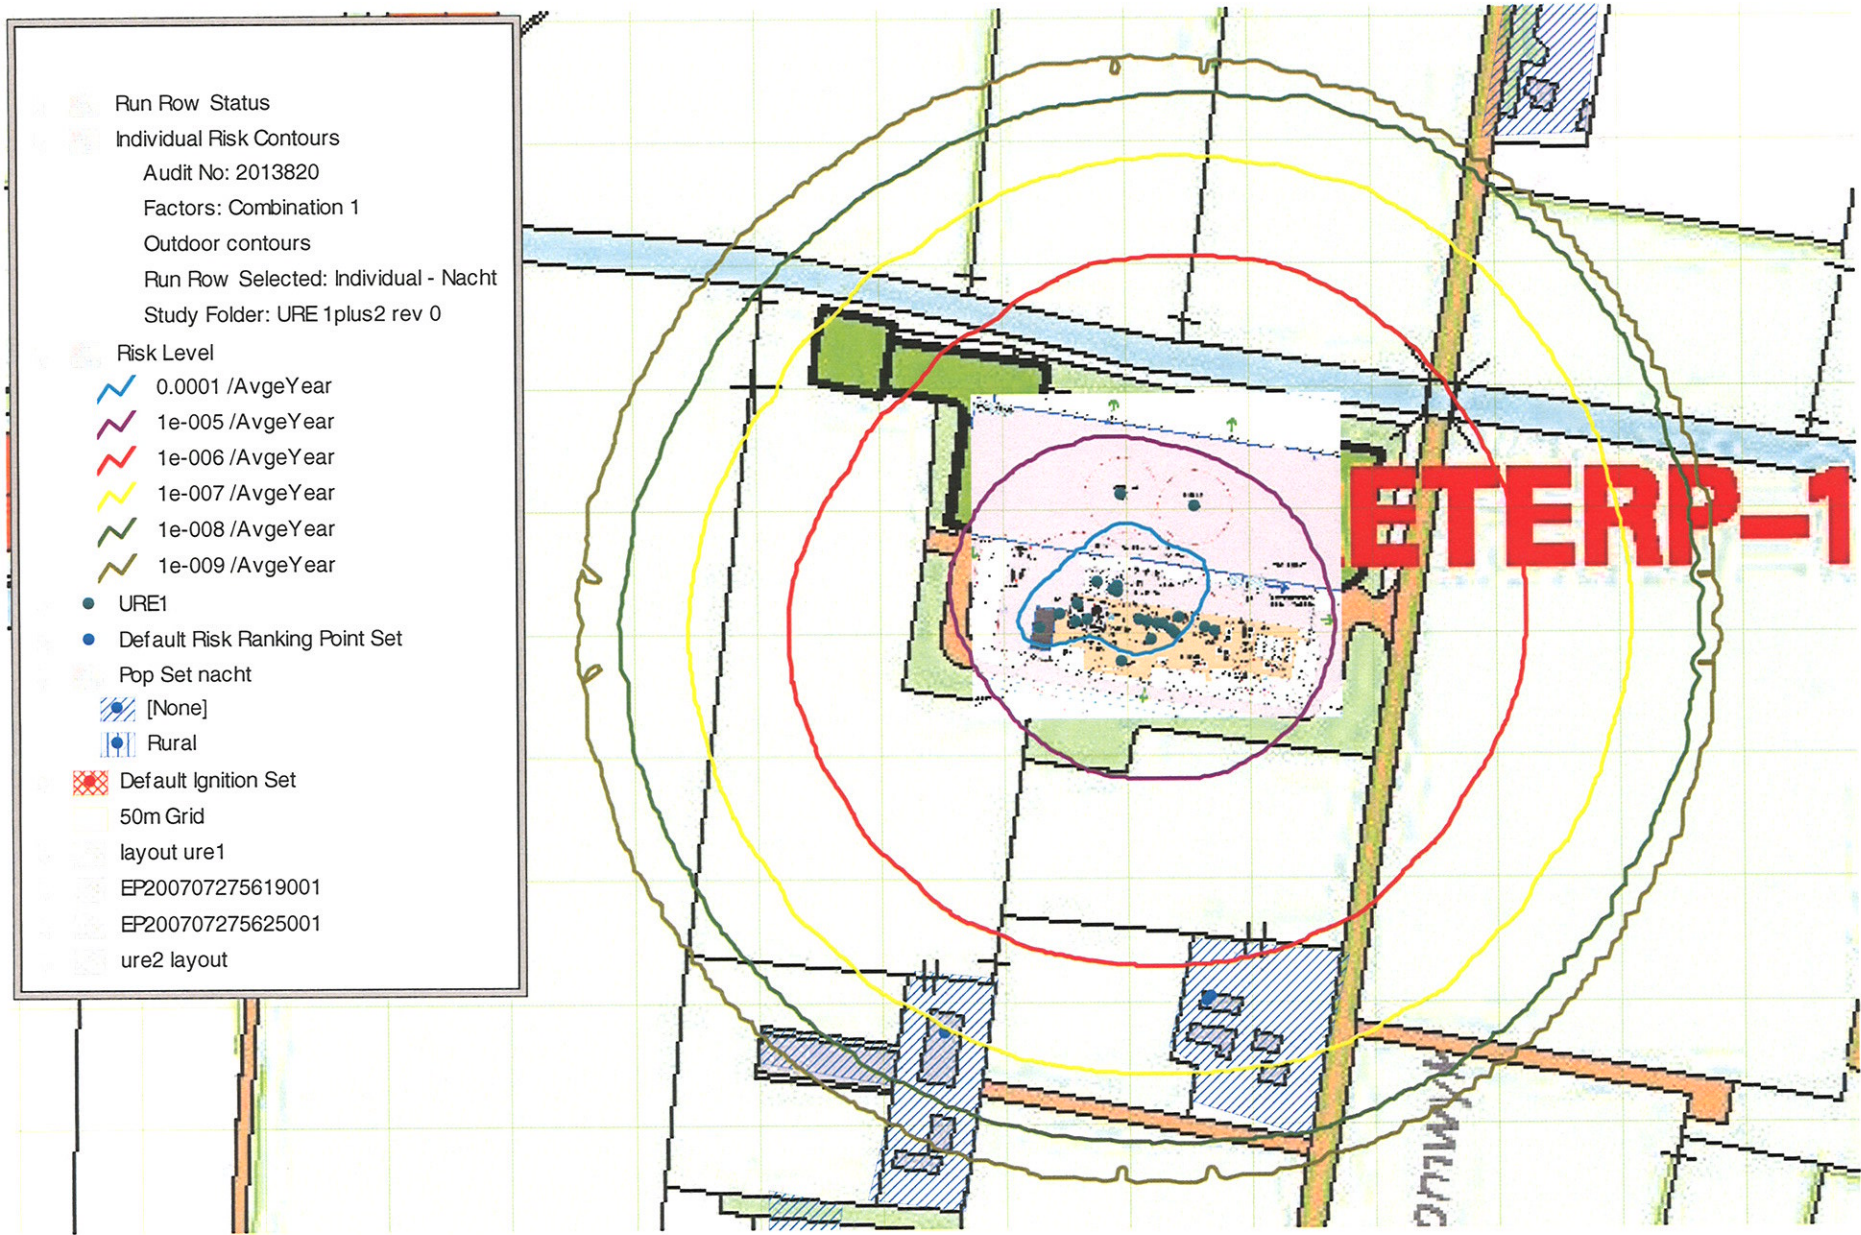 Run Row Status
Individual Risk Contours
Audit No: 2013820
Factors: Combination 1
Outdoor contours
Run Row Selected: Individual - Nacht
Study Folder: URE 1plus2 rev 0
Risk Level
0.0001 /AvgeYear
1e-005 /AvgeYear
1e-006 /AvgeYear
1e-007 /AvgeYear
1e-008 /AvgeYear
1e-009 /AvgeYear
URE1
Default Risk Ranking Point Set
Pop Set nacht
[None]
Rural
Default Ignition Set
50m Grid
layout ure1
EP200707275619001
EP200707275625001
ure2 layout
ETERP-1